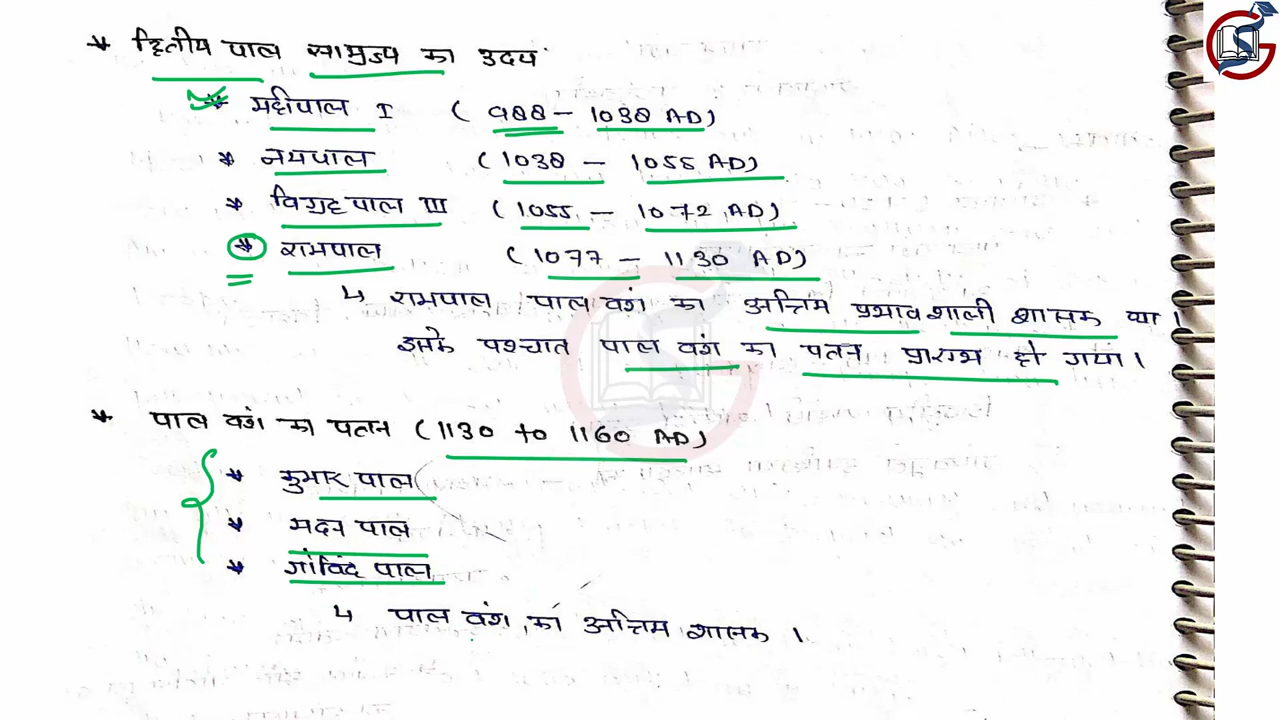 * द्वितीय पाल साम्राज्य का उदय
* महीपाल I ( 988 – 1038 AD)
* नयपाल (1038 – 1055 AD)
* विग्रहपाल III (1055 – 1072 AD)
* रामपाल (1077 – 1130 AD)
↳ रामपाल पाल वंश का अन्तिम प्रभावशाली शासक था।
इसके पश्चात पाल वंश का पतन प्रारम्भ हो गया।
* पाल वंश का पतन (1130 to 1160 AD)
* कुमार पाल
* मदन पाल
* गोविंद पाल
↳ पाल वंश का अन्तिम शासक ।